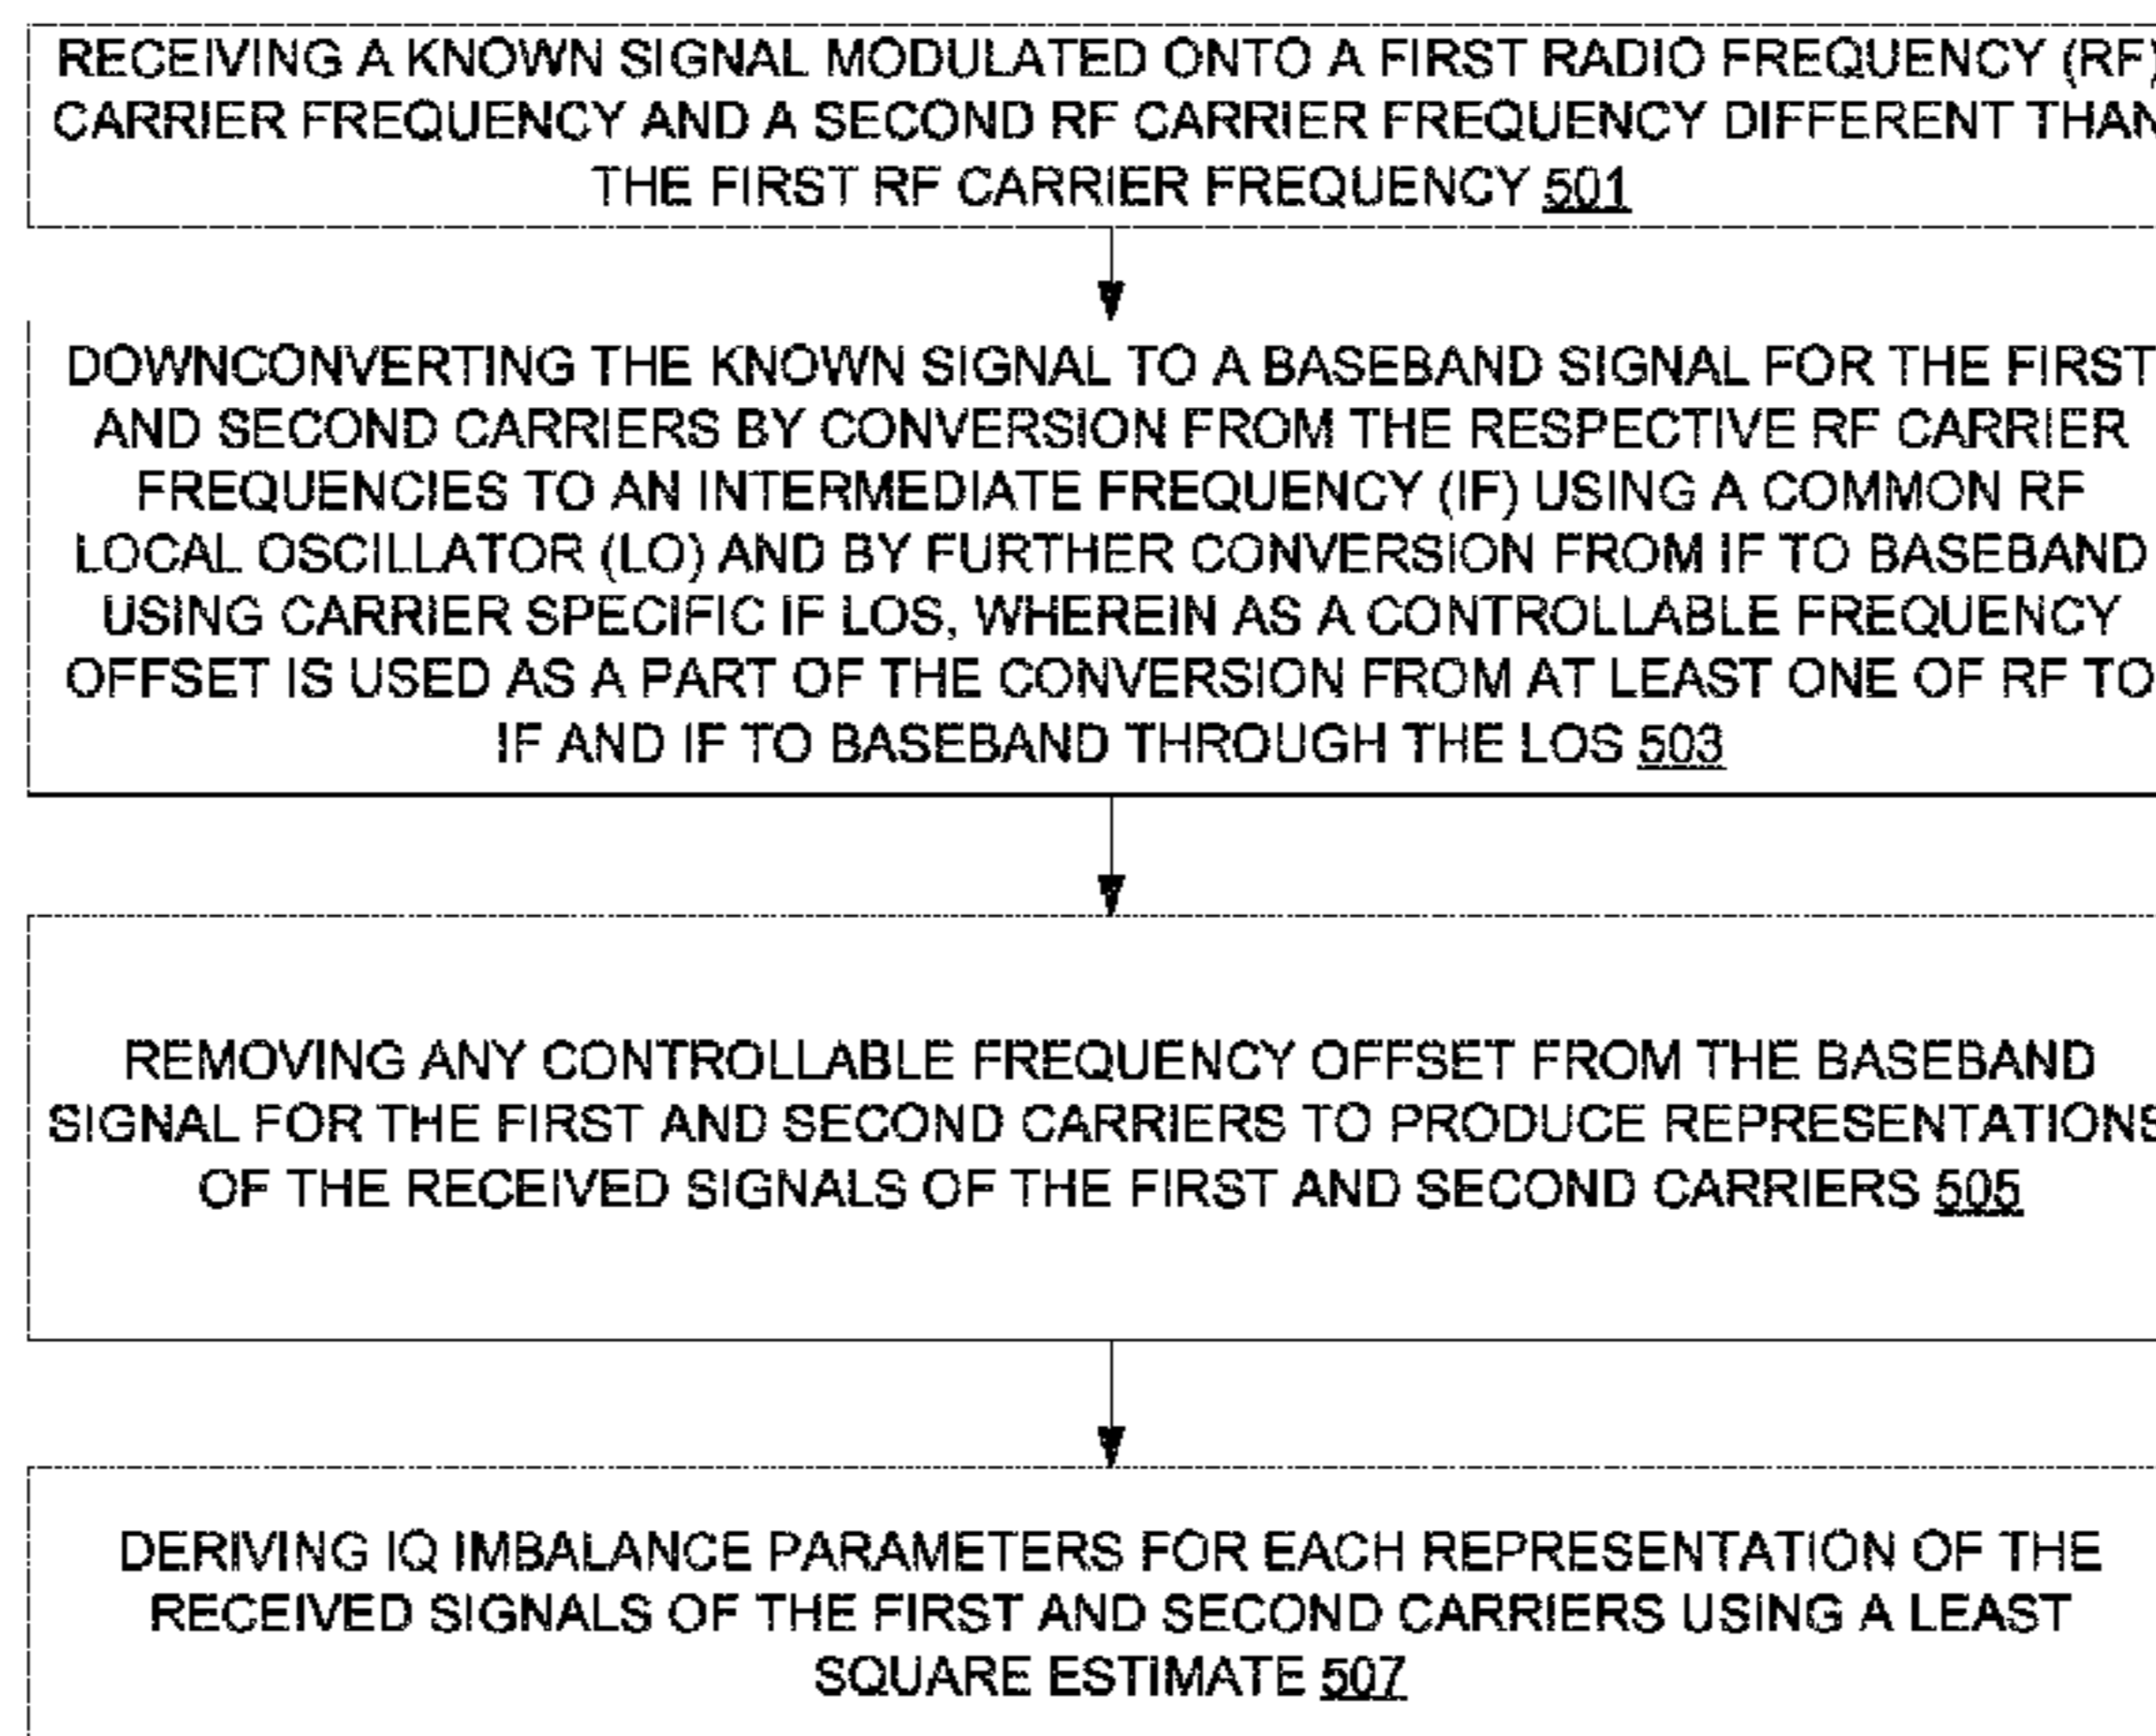 RECEIVING A KNOWN SIGNAL MODULATED ONTO A FIRST RADIO FREQUENCY (RF)
CARRIER FREQUENCY AND A SECOND RF CARRIER FREQUENCY DIFFERENT THAN
THE FIRST RF CARRIER FREQUENCY 501
DOWNCONVERTING THE KNOWN SIGNAL TO A BASEBAND SIGNAL FOR THE FIRST
AND SECOND CARRIERS BY CONVERSION FROM THE RESPECTIVE RF CARRIER
FREQUENCIES TO AN INTERMEDIATE FREQUENCY (IF) USING A COMMON RF
LOCAL OSCILLATOR (LO) AND BY FURTHER CONVERSION FROM IF TO BASEBAND
USING CARRIER SPECIFIC IF LOS, WHEREIN AS A CONTROLLABLE FREQUENCY
OFFSET IS USED AS A PART OF THE CONVERSION FROM AT LEAST ONE OF RF TO
IF AND IF TO BASEBAND THROUGH THE LOS 503
REMOVING ANY CONTROLLABLE FREQUENCY OFFSET FROM THE BASEBAND
SIGNAL FOR THE FIRST AND SECOND CARRIERS TO PRODUCE REPRESENTATIONS
OF THE RECEIVED SIGNALS OF THE FIRST AND SECOND CARRIERS 505
DERIVING IQ IMBALANCE PARAMETERS FOR EACH REPRESENTATION OF THE
RECEIVED SIGNALS OF THE FIRST AND SECOND CARRIERS USING A LEAST
SQUARE ESTIMATE 507